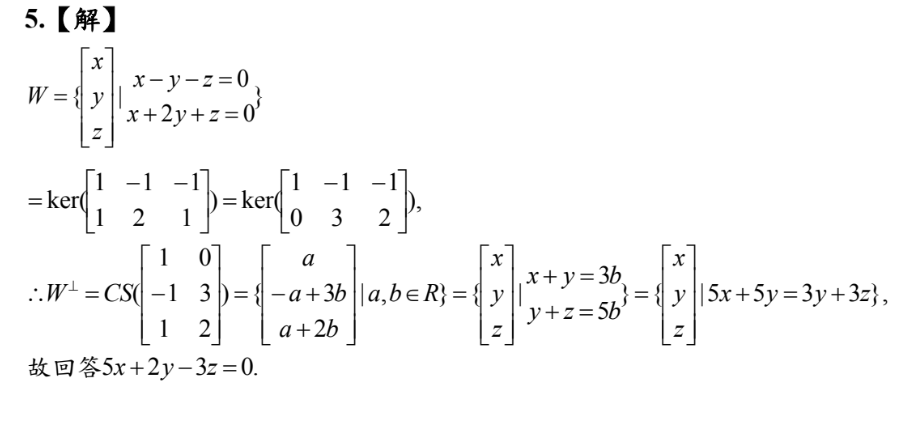 5.【解】
W = {[x y z] | x − y − z = 0, x + 2y + z = 0}
= ker([1 −1 −1; 1 2 1]) = ker([1 −1 −1; 0 3 2]),
∴W^⊥ = CS([1 0; −1 3; 1 2]) = {[a; −a+3b; a+2b] | a,b∈R} = {[x; y; z] | x + y = 3b, y + z = 5b} = {[x; y; z] | 5x+5y=3y+3z},
故回答5x+2y−3z=0.